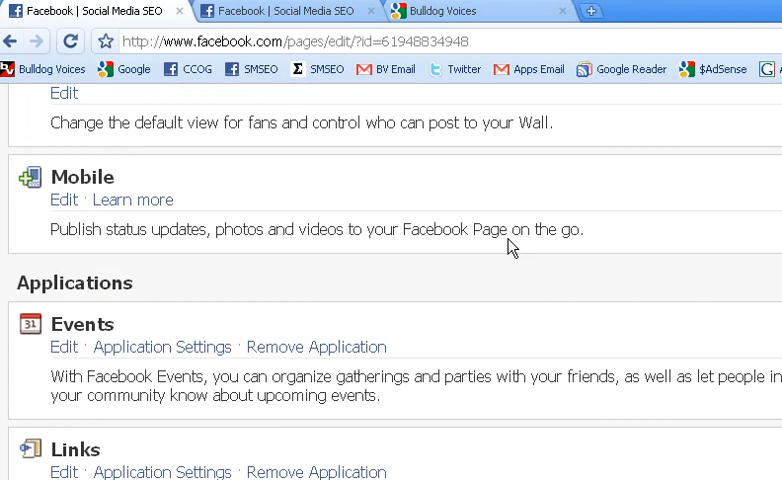 Facebook | Social Media SEO
Facebook | Social Media SEO
Bulldog Voices
http://www.facebook.com/pages/edit/?id=61948834948
Bulldog Voices Google CCOG SMSEO SMSEO BV Email Twitter Apps Email Google Reader $AdSense
Edit
Change the default view for fans and control who can post to your Wall.
Mobile
Edit · Learn more
Publish status updates, photos and videos to your Facebook Page on the go.
Applications
31 Events
Edit · Application Settings · Remove Application
With Facebook Events, you can organize gatherings and parties with your friends, as well as let people in
your community know about upcoming events.
Links
Edit · Application Settings · Remove Application